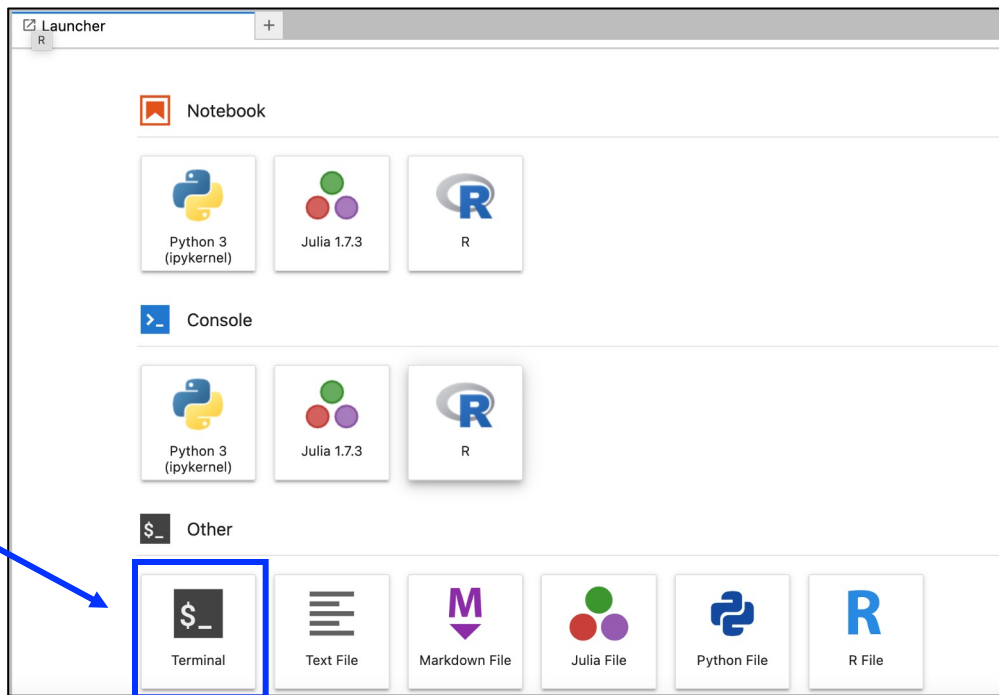 Launcher
+
R
Notebook
Python 3
(ipykernel)
Julia 1.7.3
R
R
>_
Console
Python 3
(ipykernel)
Julia 1.7.3
R
R
$_
Other
$_
Terminal
Text File
M
Markdown File
Julia File
Python File
R
R File